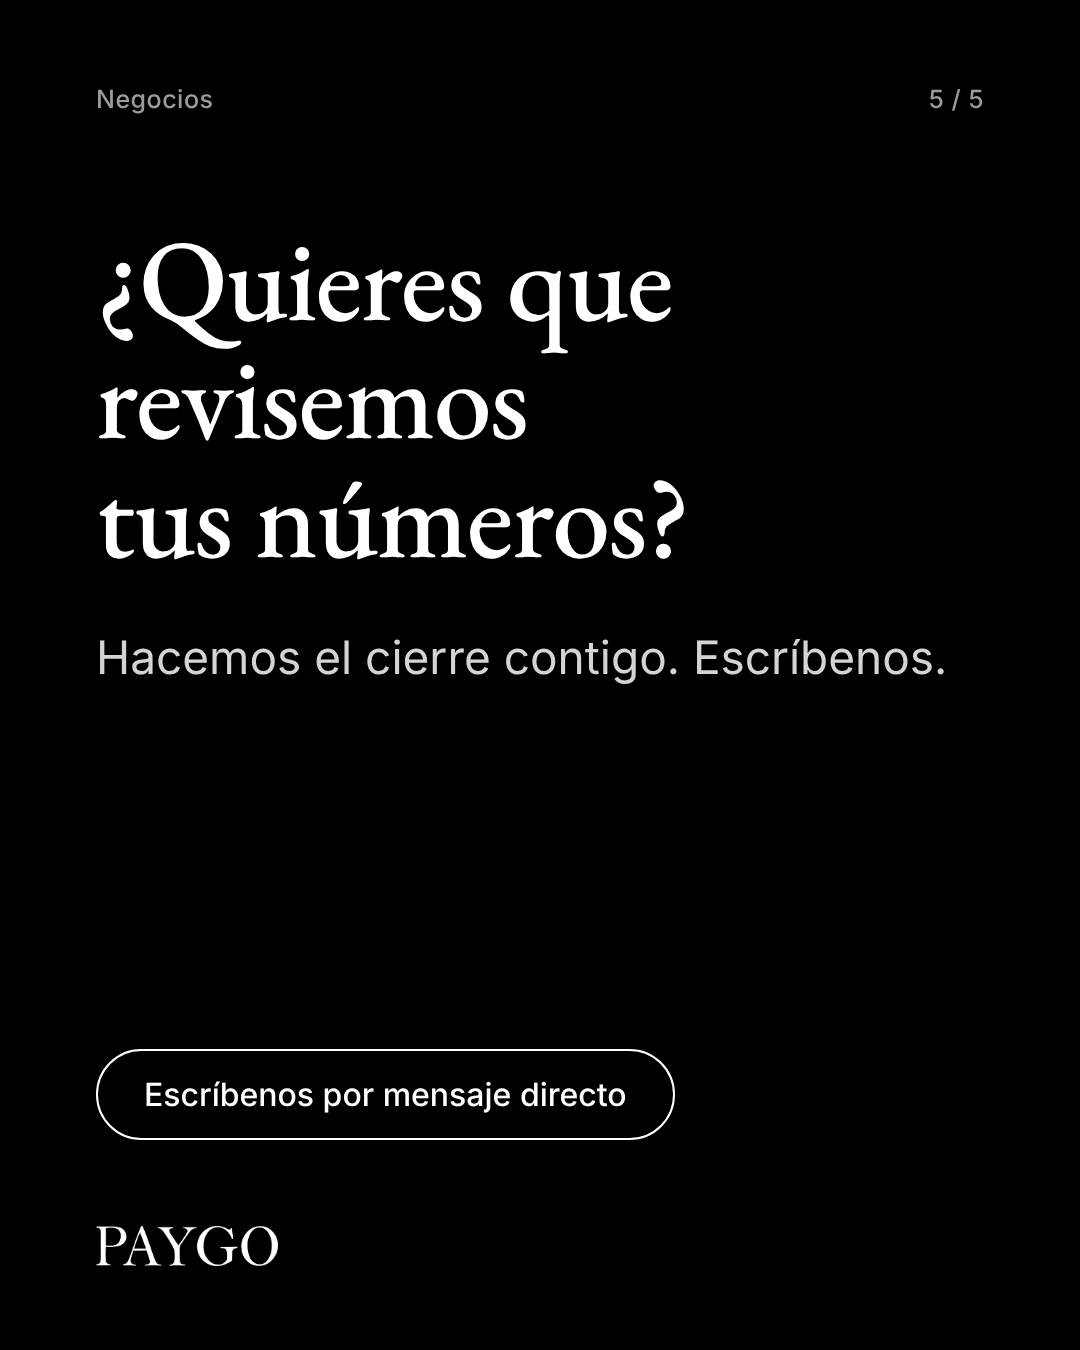 Negocios
5 / 5
¿Quieres que
revisemos
tus números?
Hacemos el cierre contigo. Escríbenos.
Escríbenos por mensaje directo
PAYGO